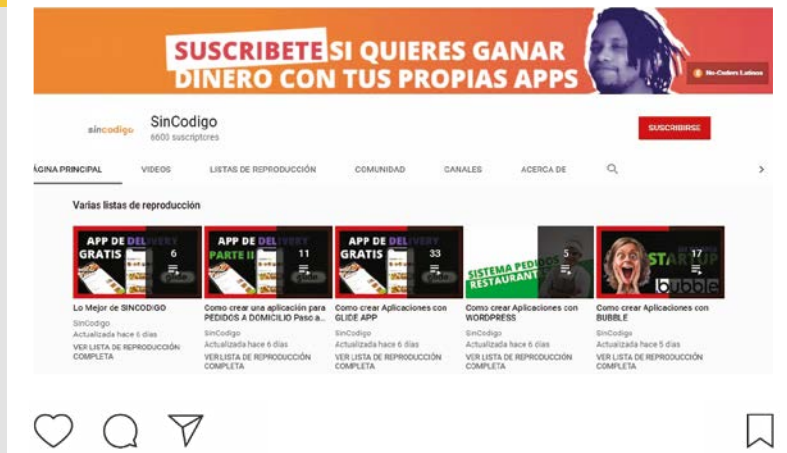 SUSCRIBETE SI QUIERES GANAR
DINERO CON TUS PROPIAS APPS
No-Coders Latinos
sincodigo
SinCodigo
6600 suscriptores
SUSCRIBIRSE
ÁGINA PRINCIPAL VIDEOS LISTAS DE REPRODUCCIÓN COMUNIDAD CANALES ACERCA DE
Varias listas de reproducción
APP DE DELIVERY
GRATIS
6
glide
APP DE DELIVERY
PARTE II
11
glide
APP DE DELIVERY
GRATIS
33
glide
SISTEMA PEDIDOS
RESTAURANT
5
STARTUP
17
bubble
Lo Mejor de SINCODIGO
SinCodigo
Actualizada hace 6 días
VER LISTA DE REPRODUCCIÓN
COMPLETA
Como crear una aplicación para
PEDIDOS A DOMICILIO Paso a...
SinCodigo
Actualizada hace 6 días
VER LISTA DE REPRODUCCIÓN
COMPLETA
Como crear Aplicaciones con
GLIDE APP
SinCodigo
Actualizada hace 6 días
VER LISTA DE REPRODUCCIÓN
COMPLETA
Como crear Aplicaciones con
WORDPRESS
SinCodigo
Actualizada hace 6 días
VER LISTA DE REPRODUCCIÓN
COMPLETA
Como crear Aplicaciones con
BUBBLE
SinCodigo
Actualizada hace 5 días
VER LISTA DE REPRODUCCIÓN
COMPLETA